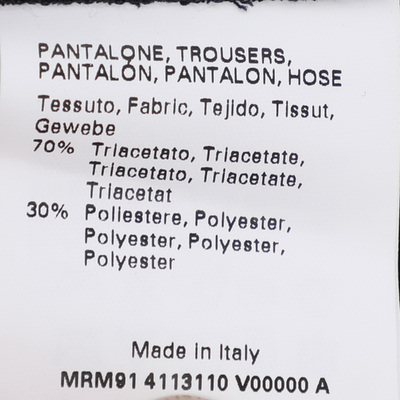 PANTALONE, TROUSERS,
PANTALÓN, PANTALON, HOSE
Tessuto, Fabric, Tejido, Tissut,
Gewebe
70% Triacetato, Triacetate,
Triacetato, Triacetate,
Triacetat
30% Poliestere, Polyester,
Polyester, Polyester,
Polyester
Made in Italy
MRM91 4113110 V00000 A